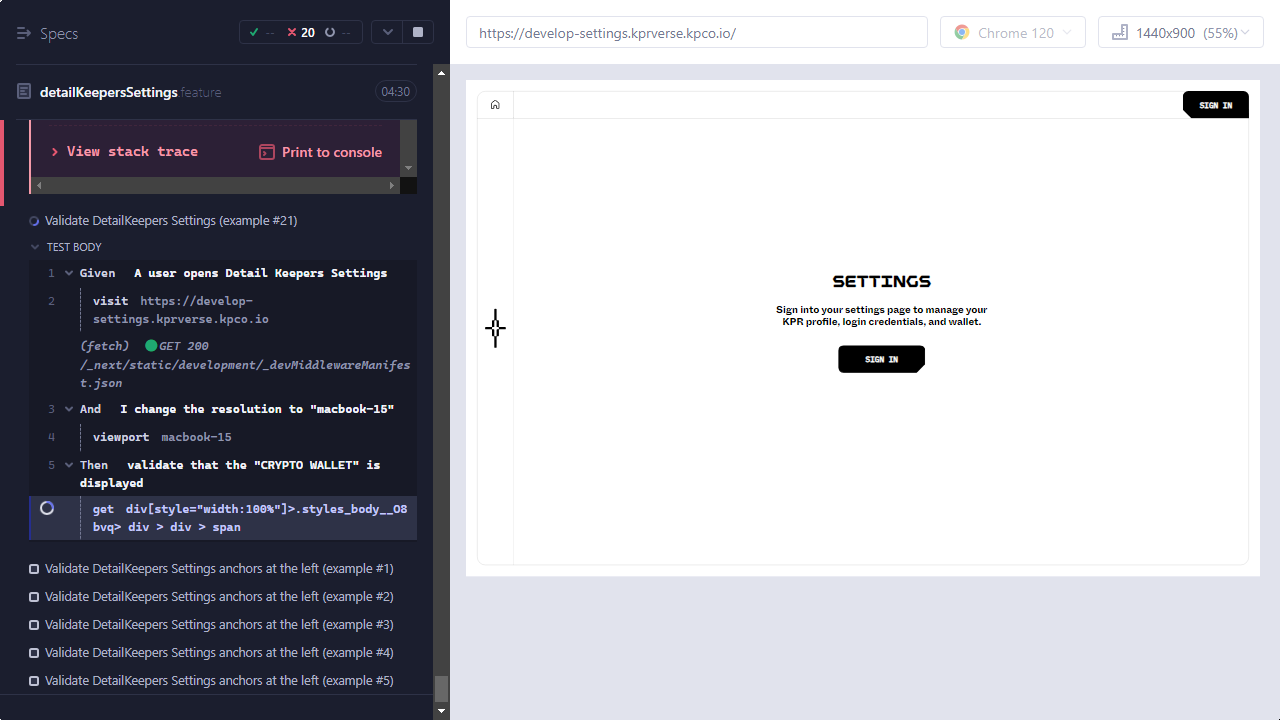 Specs
-- 20 --
https://develop-settings.kprverse.kpco.io/
Chrome 120
1440x900 (55%)
detailKeepersSettings feature
04:30
View stack trace
Print to console
Validate DetailKeepers Settings (example #21)
TEST BODY
1 Given A user opens Detail Keepers Settings
2 visit https://develop-
settings.kprverse.kpco.io
(fetch) GET 200
/_next/static/development/_devMiddlewareManifes
t.json
3 And I change the resolution to "macbook-15"
4 viewport macbook-15
5 Then validate that the "CRYPTO WALLET" is
displayed
get div[style="width:100%"]>.styles_body__O8
bvq> div > div > span
Validate DetailKeepers Settings anchors at the left (example #1)
Validate DetailKeepers Settings anchors at the left (example #2)
Validate DetailKeepers Settings anchors at the left (example #3)
Validate DetailKeepers Settings anchors at the left (example #4)
Validate DetailKeepers Settings anchors at the left (example #5)
SIGN IN
SETTINGS
Sign into your settings page to manage your
KPR profile, login credentials, and wallet.
SIGN IN